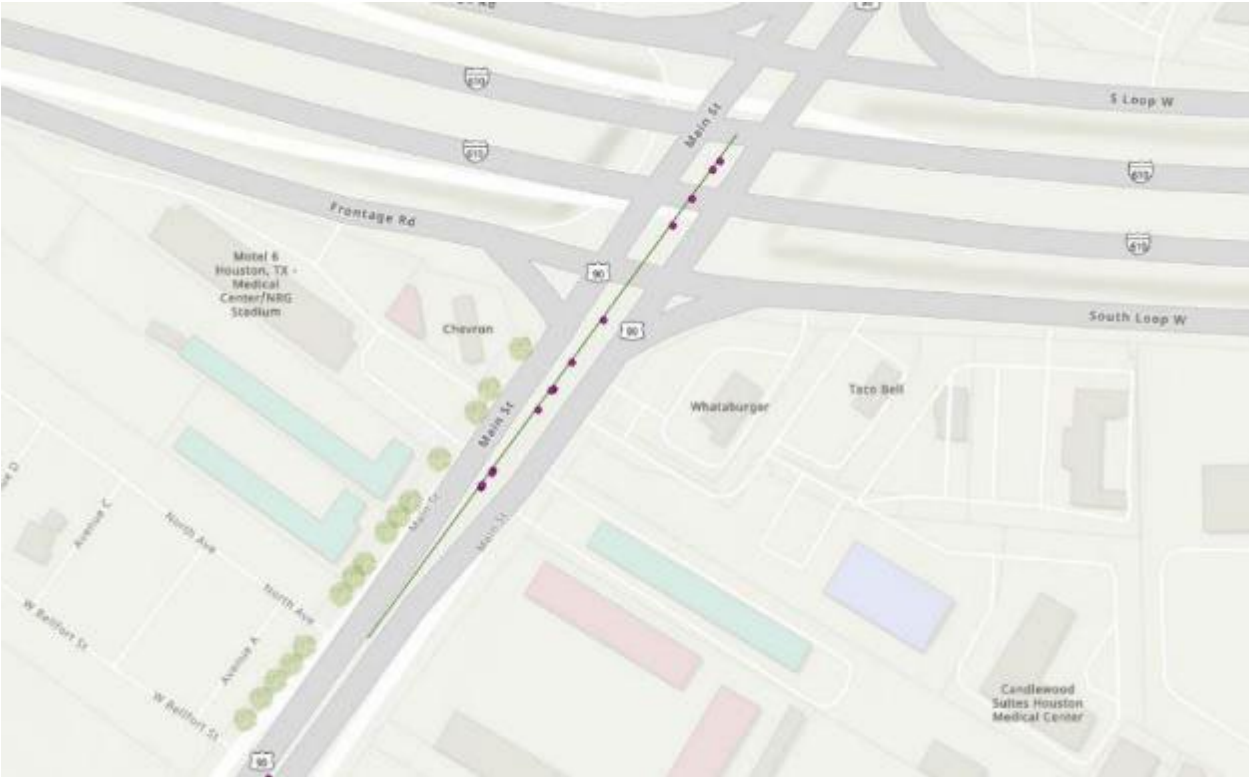 Rd
90
610
S Loop W
Main St
610
610
Frontage Rd
610
Motel 6
Houston, TX -
Medical
Center/NRG
Stadium
90
Chevron
90
South Loop W
Whataburger
Taco Bell
Main St
Main St
Main St
Avenue C
North Ave
North Ave
W Bellfort St
Avenue A
W Bellfort St
Candlewood
Suites Houston
Medical Center
90